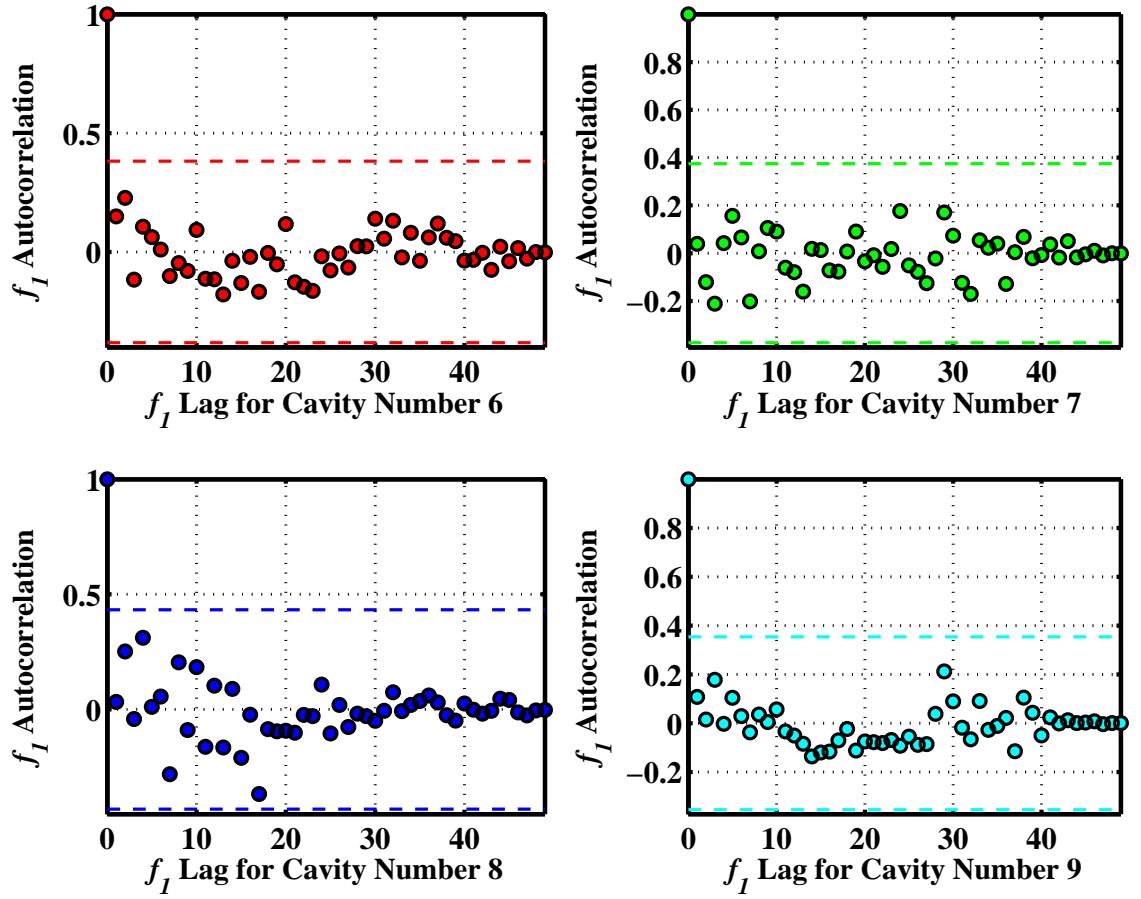 1
0.5
0
f1 Autocorrelation
0 10 20 30 40
f1 Lag for Cavity Number 6
0.8
0.6
0.4
0.2
0
−0.2
f1 Autocorrelation
0 10 20 30 40
f1 Lag for Cavity Number 7
1
0.5
0
f1 Autocorrelation
0 10 20 30 40
f1 Lag for Cavity Number 8
0.8
0.6
0.4
0.2
0
−0.2
f1 Autocorrelation
0 10 20 30 40
f1 Lag for Cavity Number 9